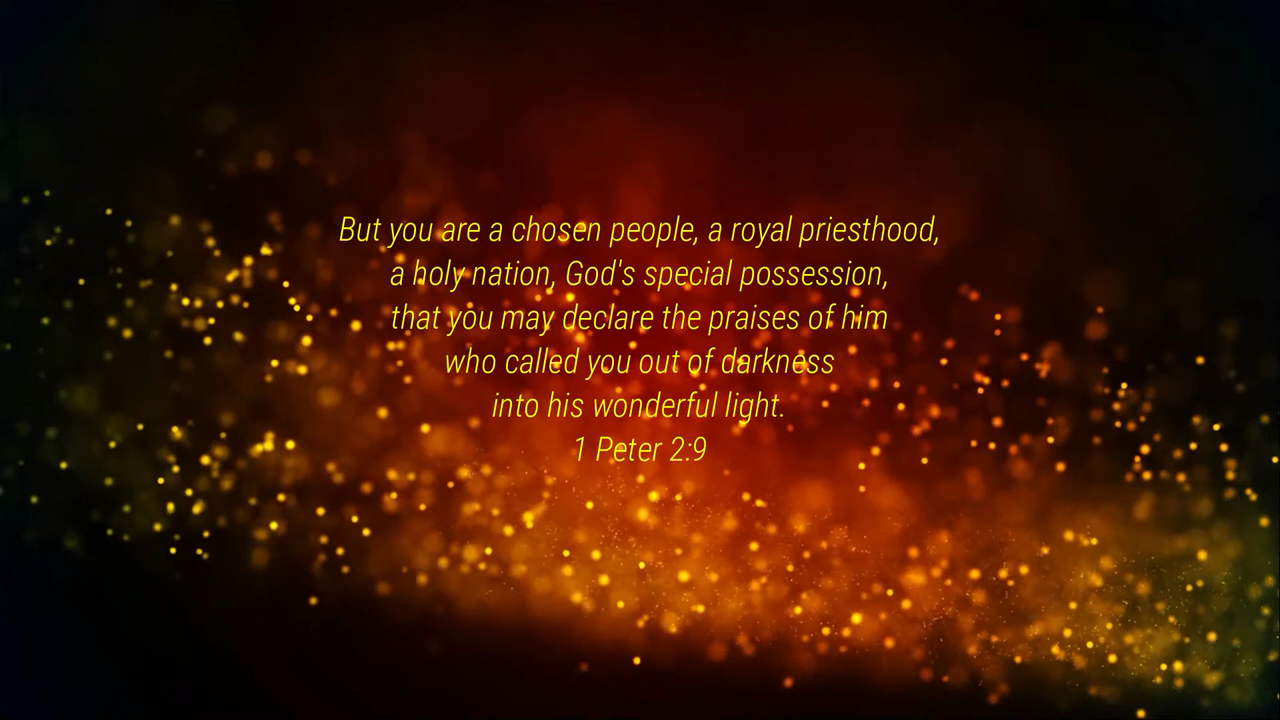 But you are a chosen people, a royal priesthood,
a holy nation, God's special possession,
that you may declare the praises of him
who called you out of darkness
into his wonderful light.
1 Peter 2:9